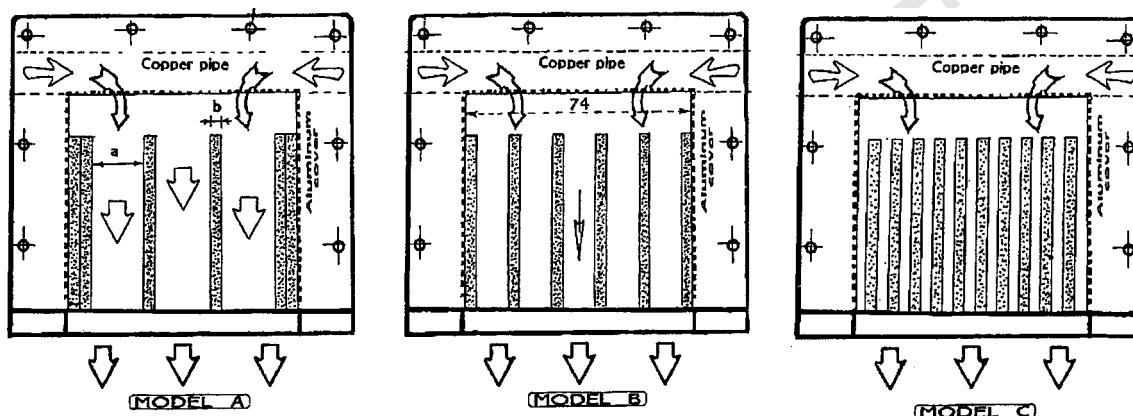 Copper pipe
b
a
Aluminum
cover
MODEL A
Copper pipe
74
Aluminum
cover
MODEL B
Copper pipe
Aluminum
cover
MODEL C